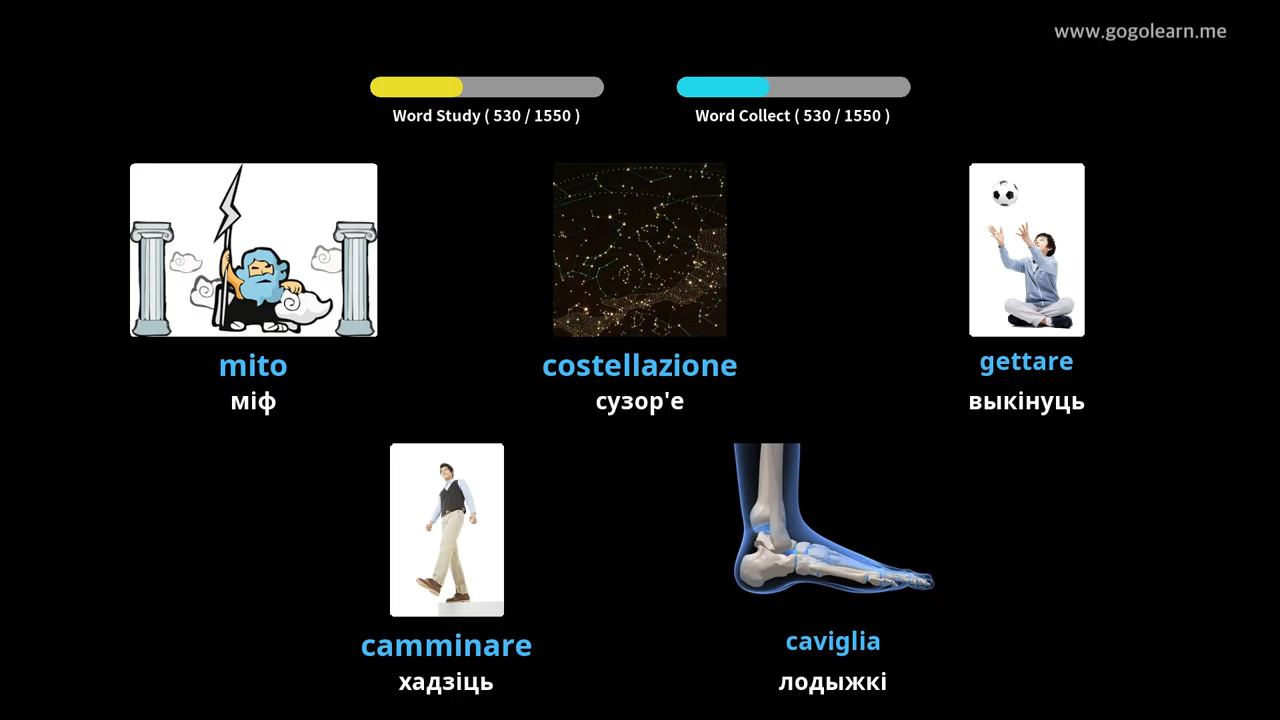 www.gogolearn.me
Word Study ( 530 / 1550 )
Word Collect ( 530 / 1550 )
mito
міф
costellazione
сузор'е
gettare
выкінуць
camminare
хадзіць
caviglia
лодыжкі